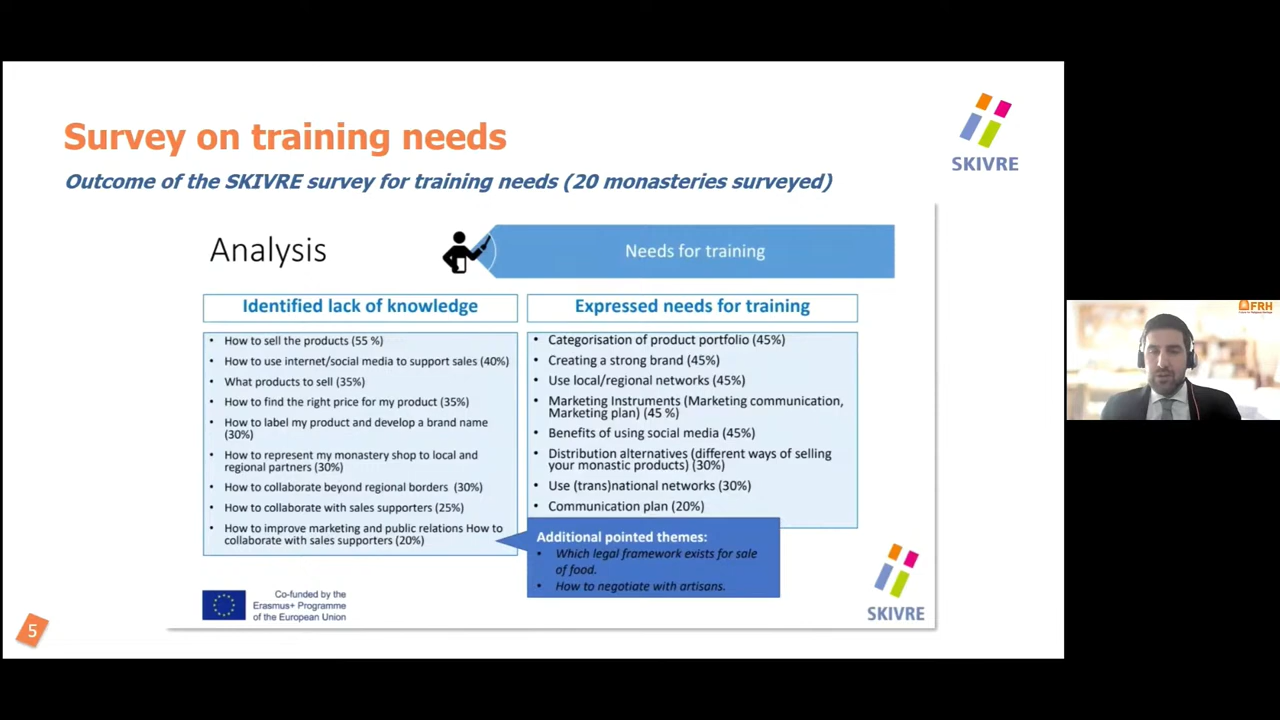 Survey on training needs
Outcome of the SKIVRE survey for training needs (20 monasteries surveyed)
SKIVRE
Analysis
Needs for training
Identified lack of knowledge
• How to sell the products (55 %)
• How to use internet/social media to support sales (40%)
• What products to sell (35%)
• How to find the right price for my product (35%)
• How to label my product and develop a brand name
(30%)
• How to represent my monastery shop to local and
regional partners (30%)
• How to collaborate beyond regional borders (30%)
• How to collaborate with sales supporters (25%)
• How to improve marketing and public relations How to
collaborate with sales supporters (20%)
Expressed needs for training
• Categorisation of product portfolio (45%)
• Creating a strong brand (45%)
• Use local/regional networks (45%)
• Marketing Instruments (Marketing communication,
Marketing plan) (45 %)
• Benefits of using social media (45%)
• Distribution alternatives (different ways of selling
your monastic products) (30%)
• Use (trans)national networks (30%)
• Communication plan (20%)
Additional pointed themes:
• Which legal framework exists for sale
of food.
• How to negotiate with artisans.
Co-funded by the
Erasmus+ Programme
of the European Union
SKIVRE
5
FRH